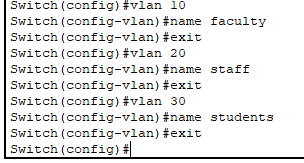 Switch(config)#vlan 10
Switch(config-vlan)#name faculty
Switch(config-vlan)#exit
Switch(config)#vlan 20
Switch(config-vlan)#name staff
Switch(config-vlan)#exit
Switch(config)#vlan 30
Switch(config-vlan)#name students
Switch(config-vlan)#exit
Switch(config)#